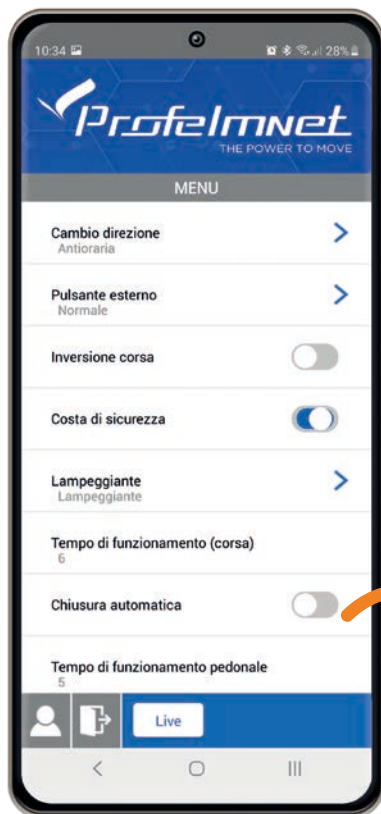 10:34
28%
Profelmnet
THE POWER TO MOVE
MENU
Cambio direzione
Antioraria
Pulsante esterno
Normale
Inversione corsa
Costa di sicurezza
Lampeggiante
Lampeggiante
Tempo di funzionamento (corsa)
6
Chiusura automatica
Tempo di funzionamento pedonale
5
Live